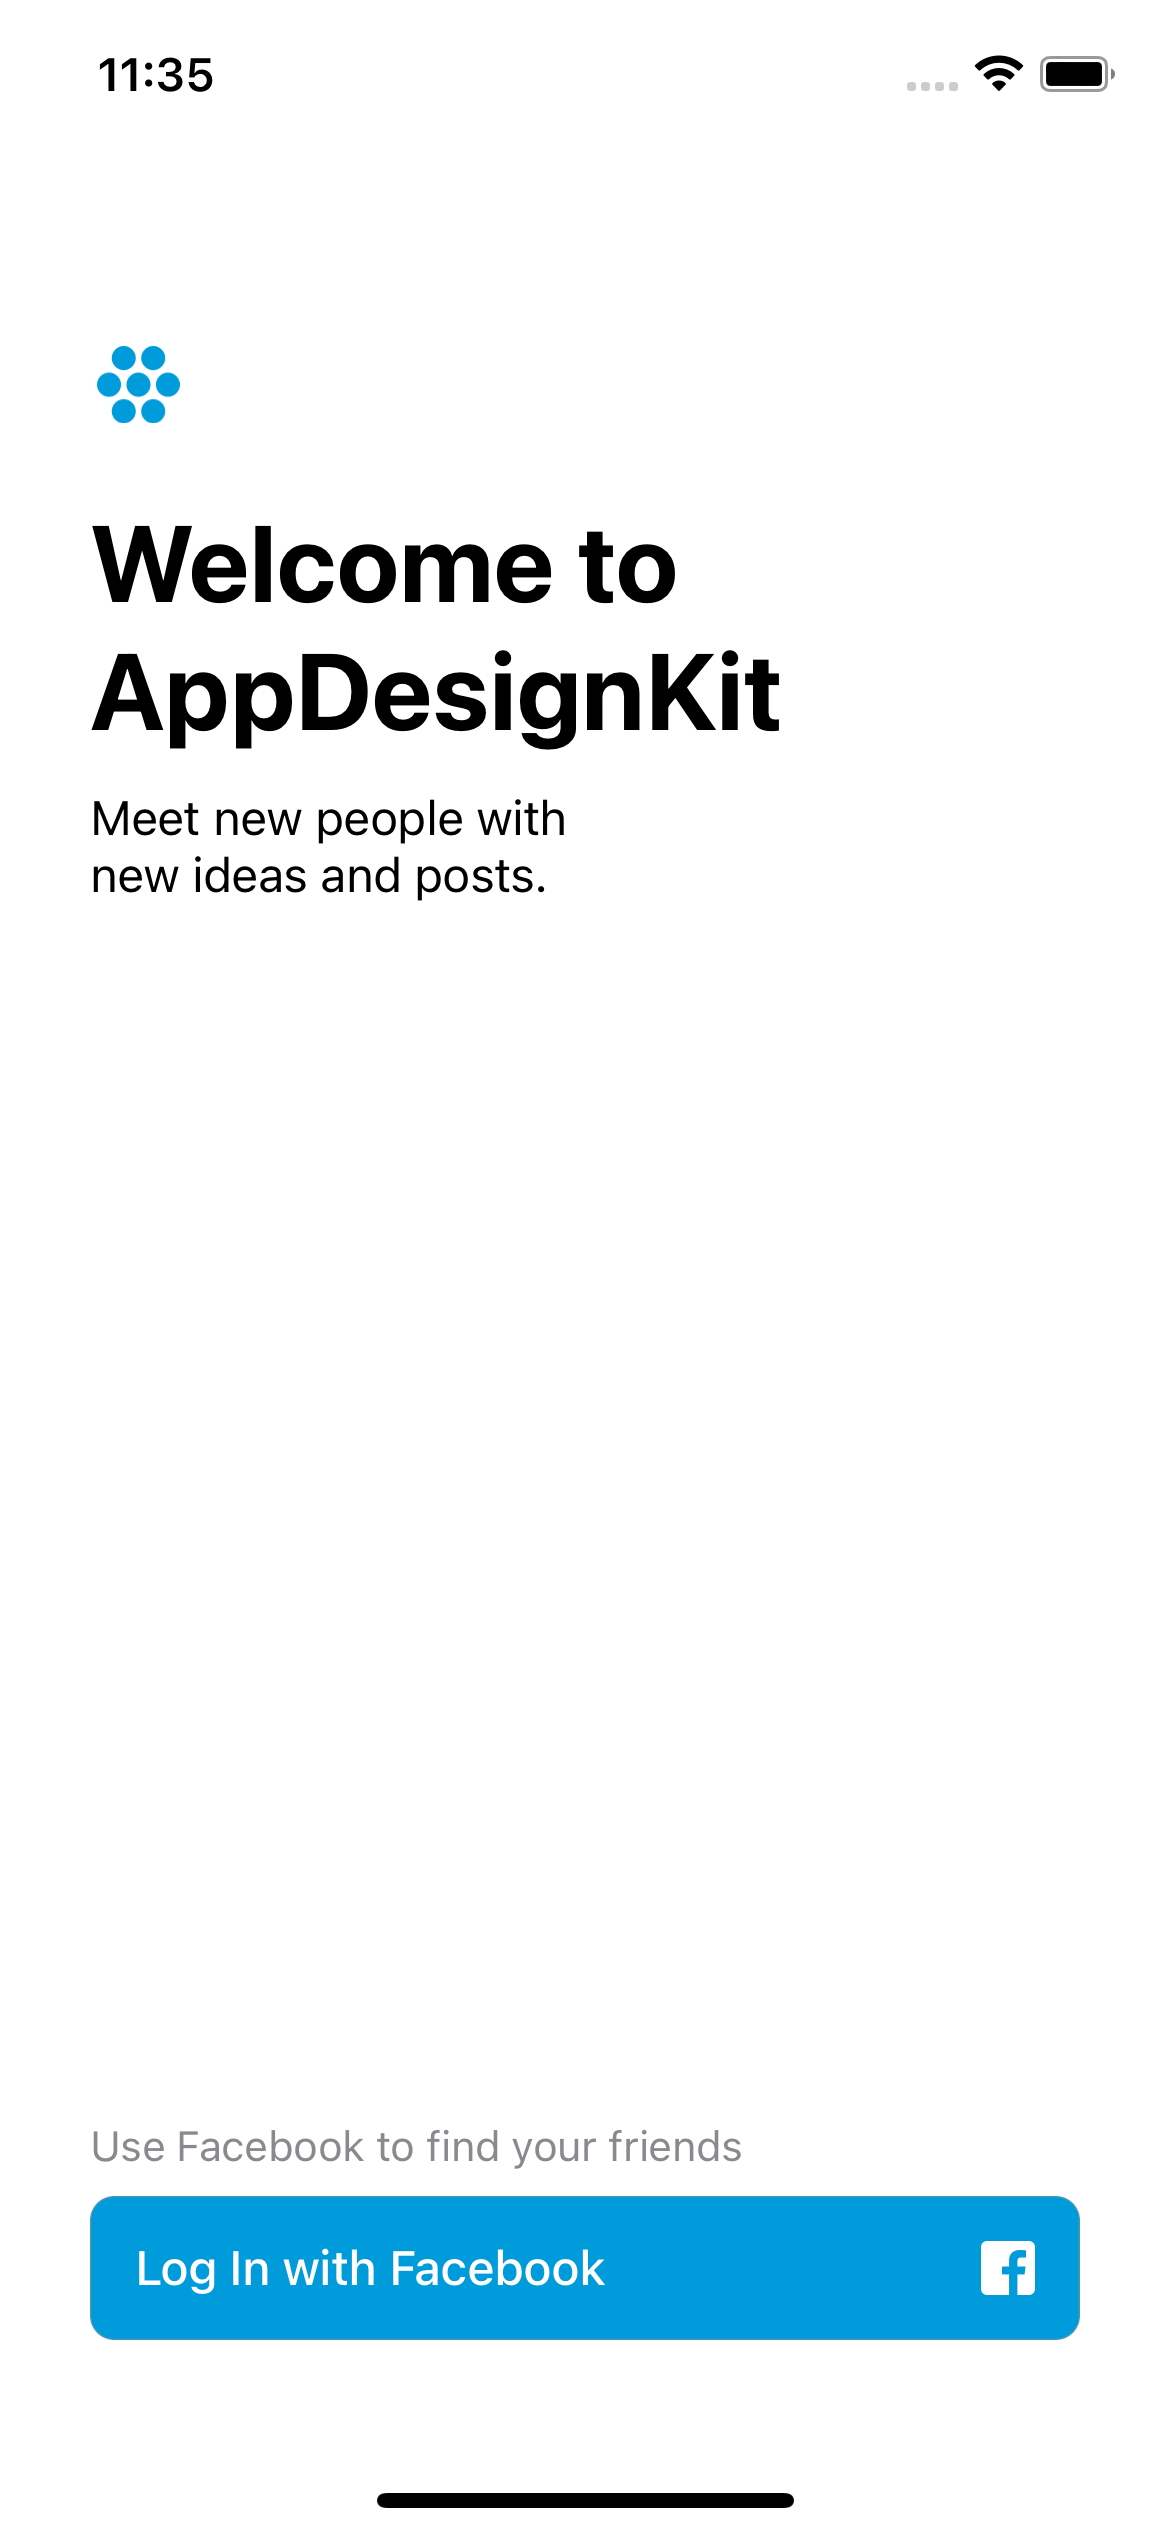 11:35
Welcome to
AppDesignKit
Meet new people with
new ideas and posts.
Use Facebook to find your friends
Log In with Facebook